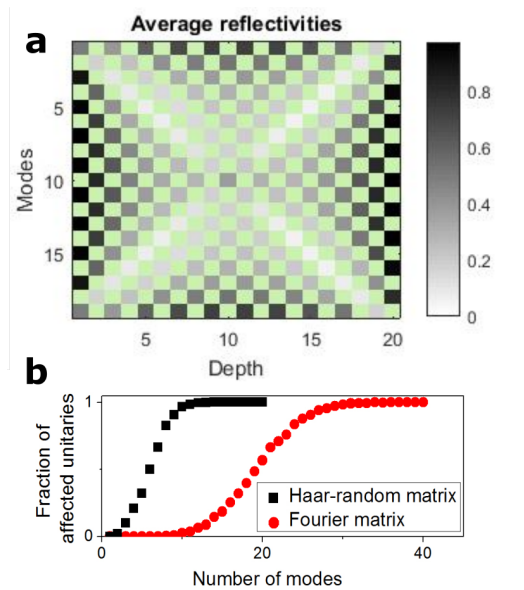 a
Average reflectivities
Modes
5
10
15
5
10
15
20
Depth
0.8
0.6
0.4
0.2
0
b
Fraction of
affected unitaries
1
0
0
20
40
Number of modes
Haar-random matrix
Fourier matrix